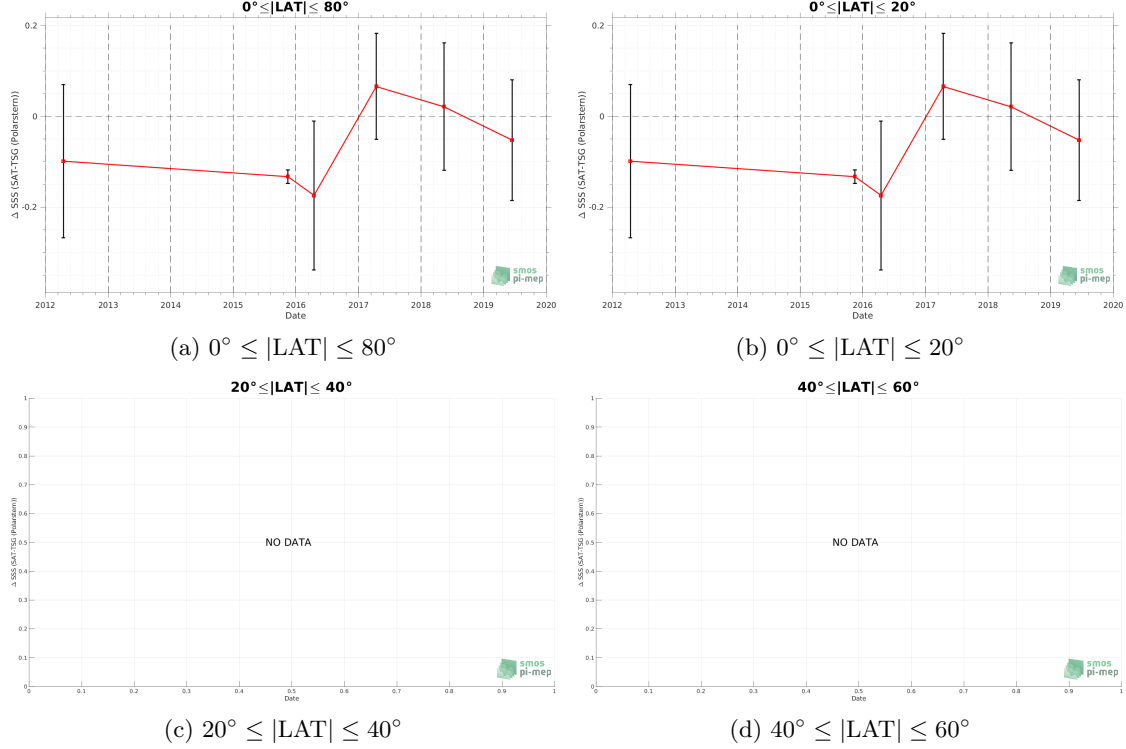 0°≤|LAT|≤ 80°
0.2
0
-0.2
Δ SSS (SAT-TSG (Polarstern))
2012 2013 2014 2015 2016 2017 2018 2019 2020
Date
smos
pi-mep
(a) 0° ≤ |LAT| ≤ 80°
0°≤|LAT|≤ 20°
0.2
0
-0.2
Δ SSS (SAT-TSG (Polarstern))
2012 2013 2014 2015 2016 2017 2018 2019 2020
Date
smos
pi-mep
(b) 0° ≤ |LAT| ≤ 20°
20°≤|LAT|≤ 40°
1
0.9
0.8
0.7
0.6
0.5
0.4
0.3
0.2
0.1
0
Δ SSS (SAT-TSG (Polarstern))
NO DATA
0 0.1 0.2 0.3 0.4 0.5 0.6 0.7 0.8 0.9 1
Date
smos
pi-mep
(c) 20° ≤ |LAT| ≤ 40°
40°≤|LAT|≤ 60°
1
0.9
0.8
0.7
0.6
0.5
0.4
0.3
0.2
0.1
0
Δ SSS (SAT-TSG (Polarstern))
NO DATA
0 0.1 0.2 0.3 0.4 0.5 0.6 0.7 0.8 0.9 1
Date
smos
pi-mep
(d) 40° ≤ |LAT| ≤ 60°